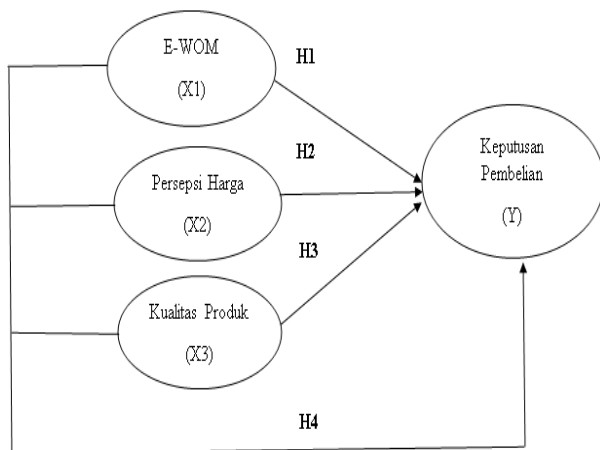 E-WOM
(X1)
H1
H2
Persepsi Harga
(X2)
Keputusan
Pembelian
(Y)
H3
Kualitas Produk
(X3)
H4